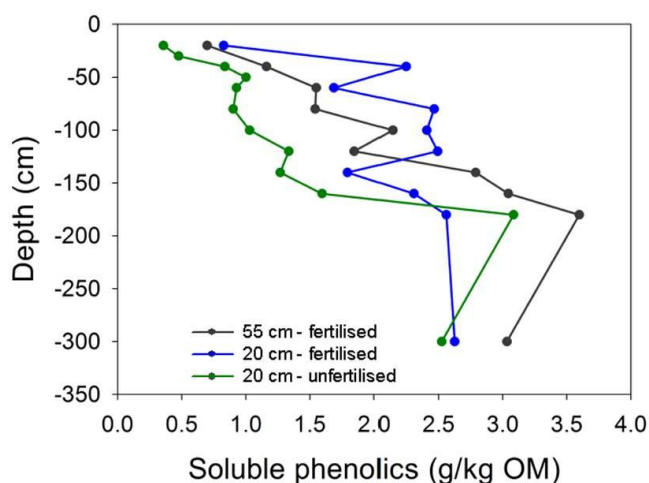 0
-50
-100
-150
-200
-250
-300
-350
Depth (cm)
55 cm - fertilised
20 cm - fertilised
20 cm - unfertilised
0.0 0.5 1.0 1.5 2.0 2.5 3.0 3.5 4.0
Soluble phenolics (g/kg OM)